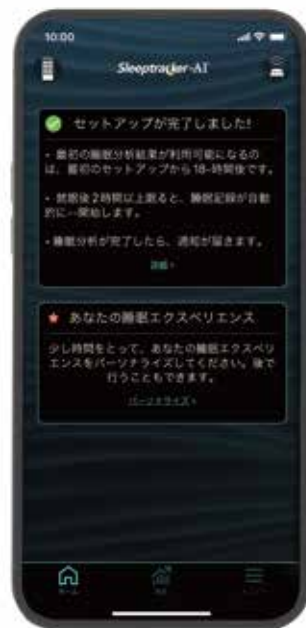 10:00
Sleeptracker-AI
セットアップが完了しました!
・最初の睡眠分析結果が利用可能になるの
は、最初のセットアップから18-時間後です。
・就眠後2時間以上眠ると、睡眠記録が自動
的に一開始します。
・睡眠分析が完了したら、通知が届きます。
詳細›
あなたの睡眠エクスペリエンス
少し時間をとって、あなたの睡眠エクスペリ
エンスをパーソナライズしてください。後で
行うこともできます。
パーソナライズ›
ホーム